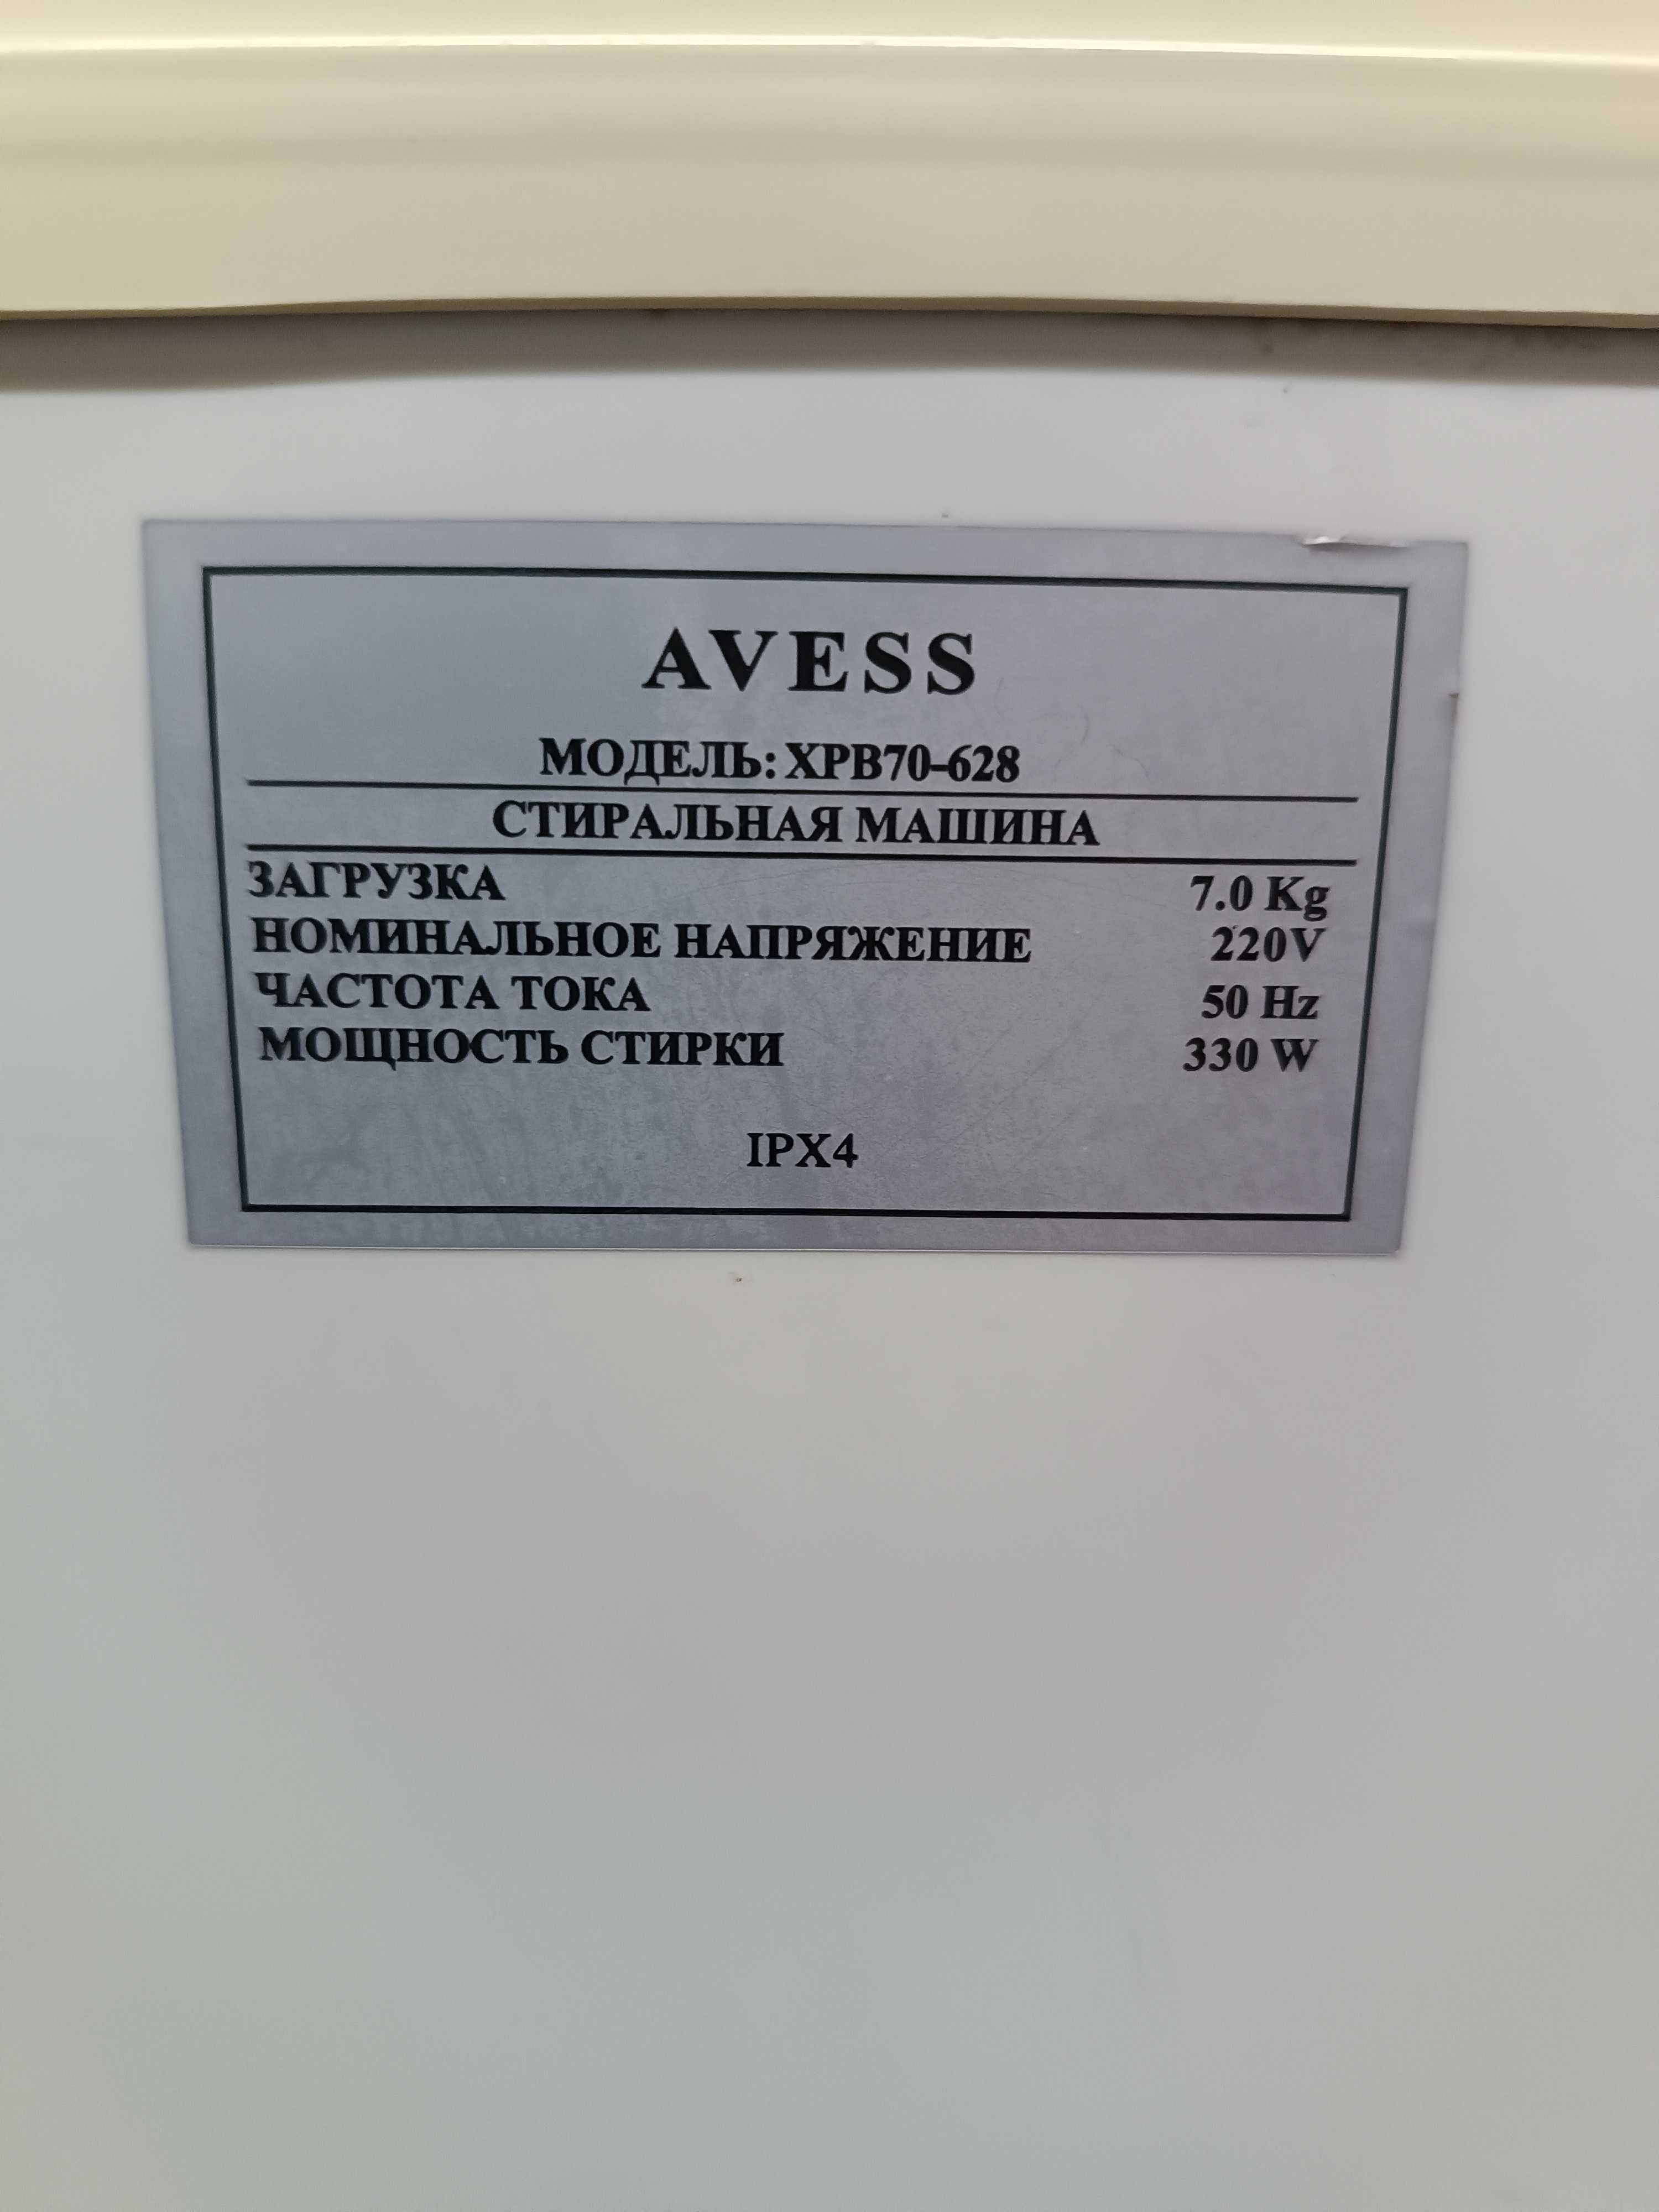 AVESS
МОДЕЛЬ: XPB70-628
СТИРАЛЬНАЯ МАШИНА
ЗАГРУЗКА 7.0 Kg
НОМИНАЛЬНОЕ НАПРЯЖЕНИЕ 220V
ЧАСТОТА ТОКА 50 Hz
МОЩНОСТЬ СТИРКИ 330 W
IPX4